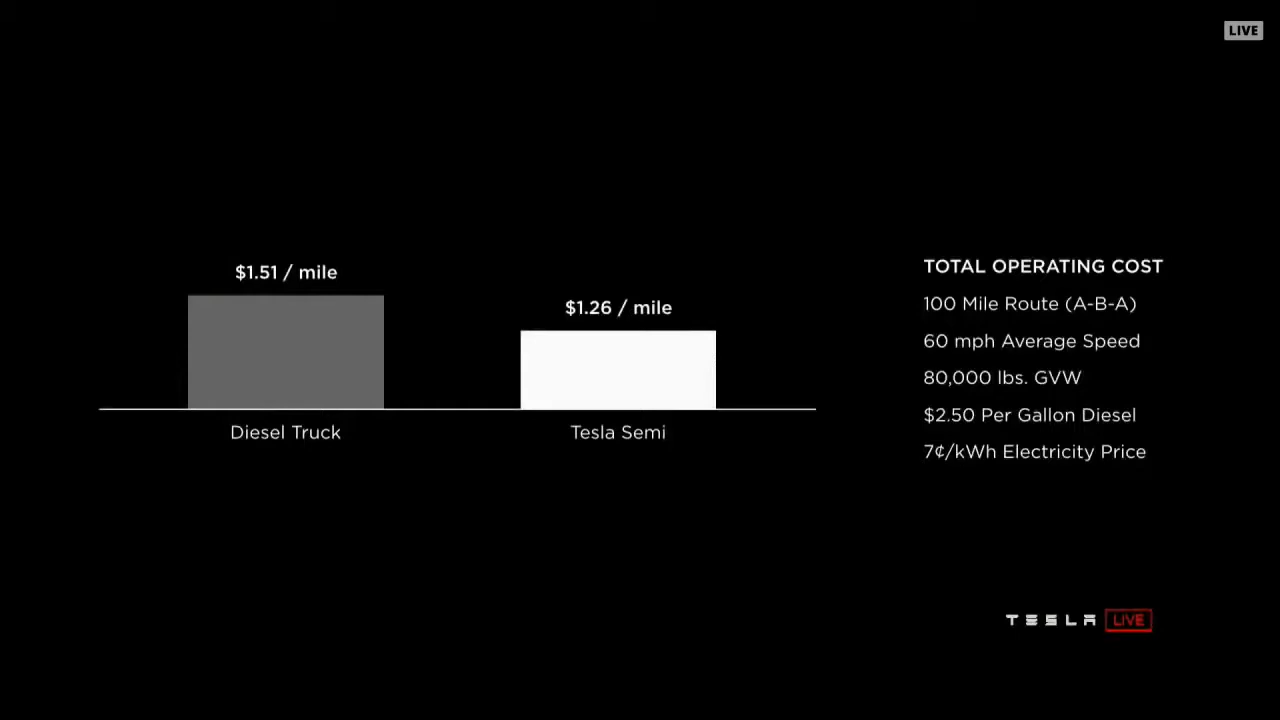 LIVE
$1.51 / mile
$1.26 / mile
Diesel Truck
Tesla Semi
TOTAL OPERATING COST
100 Mile Route (A-B-A)
60 mph Average Speed
80,000 lbs. GVW
$2.50 Per Gallon Diesel
7¢/kWh Electricity Price
TESLA LIVE